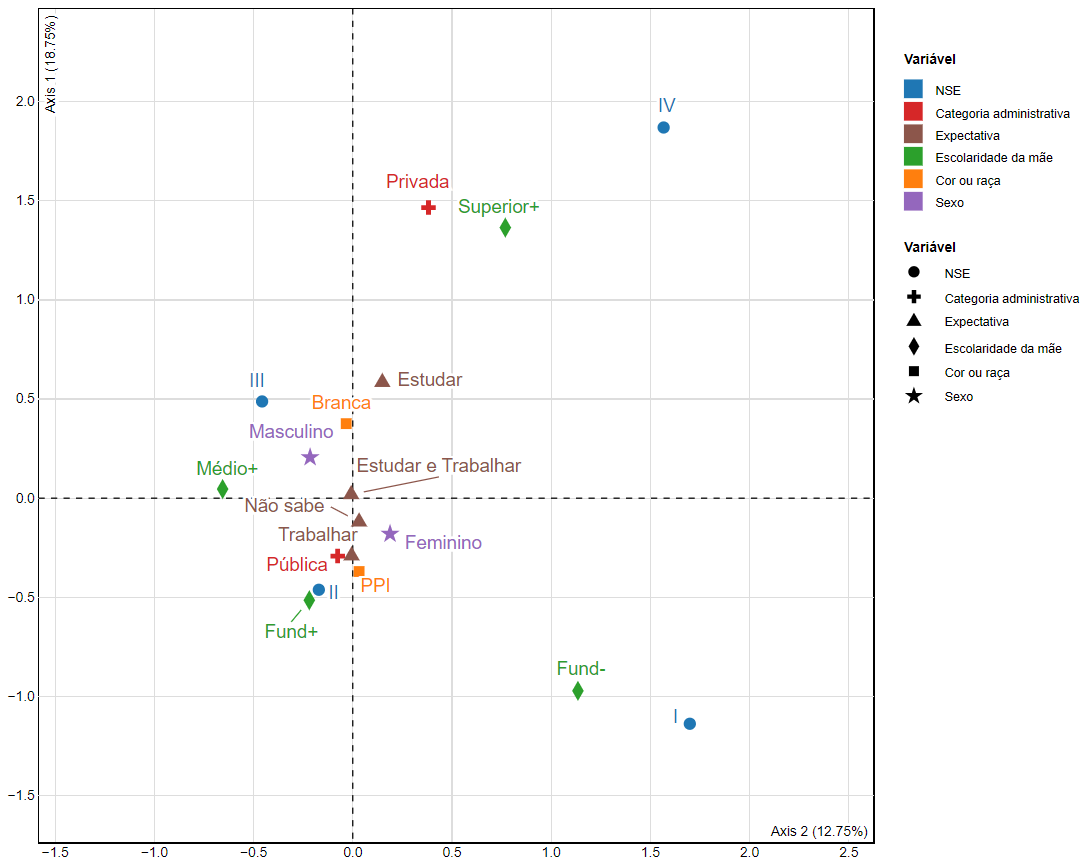 Axis 1 (18.75%)
2.0
1.5
1.0
0.5
0.0
−0.5
−1.0
−1.5
IV
Privada
Superior+
III
Estudar
Branca
Masculino
Médio+
Estudar e Trabalhar
Não sabe
Trabalhar
Feminino
Pública
PPI
II
Fund+
Fund-
I
Axis 2 (12.75%)
−1.5
−1.0
−0.5
0.0
0.5
1.0
1.5
2.0
2.5
Variável
NSE
Categoria administrativa
Expectativa
Escolaridade da mãe
Cor ou raça
Sexo
Variável
NSE
Categoria administrativa
Expectativa
Escolaridade da mãe
Cor ou raça
Sexo